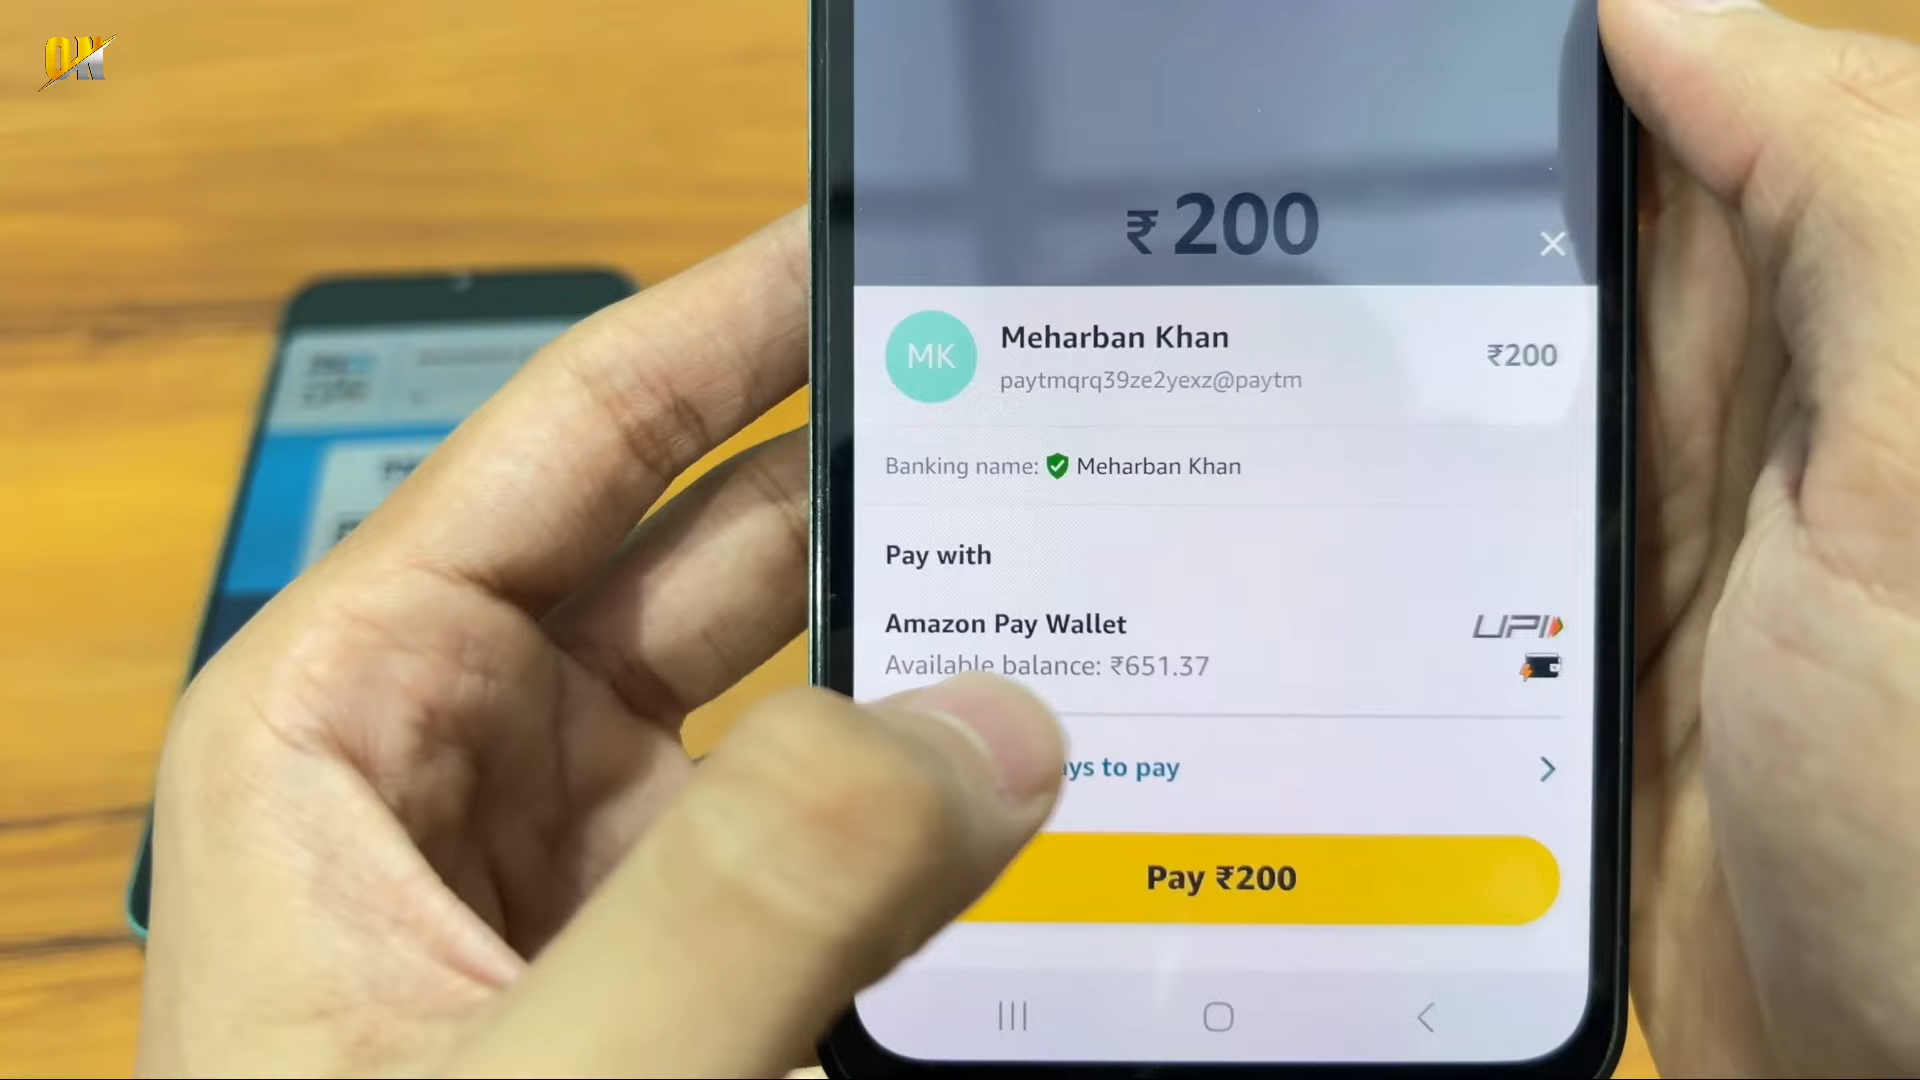 ₹ 200
MK
Meharban Khan
₹200
paytmqrq39ze2yexz@paytm
Banking name: Meharban Khan
Pay with
Amazon Pay Wallet
UPI
Available balance: ₹651.37
to pay
Pay ₹200